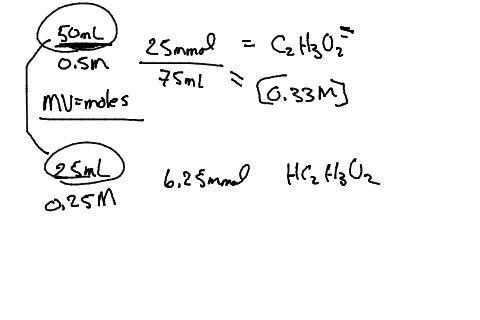 50mL
0.5M
25mmol = C₂H₃O₂⁻
75mL = [0.33M]
MV=moles
25mL
0.25M
6.25mmol HC₂H₃O₂